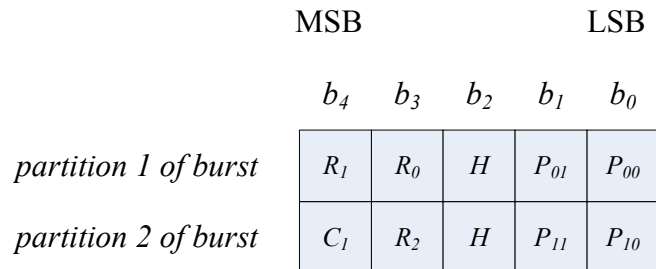 MSB LSB
b₄ b₃ b₂ b₁ b₀
partition 1 of burst R₁ R₀ H P₀₁ P₀₀
partition 2 of burst C₁ R₂ H P₁₁ P₁₀